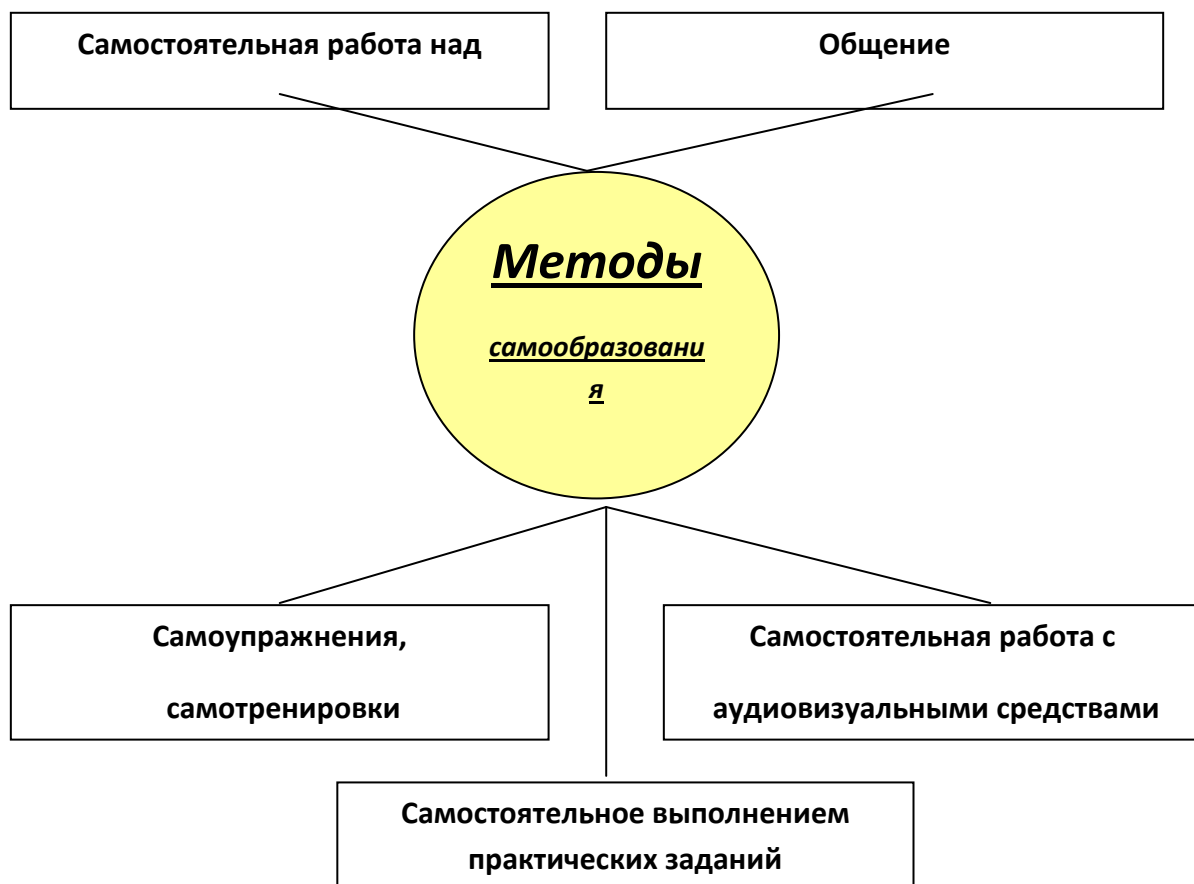 Самостоятельная работа над
Общение
Методы
самообразовани
я
Самоупражнения,
самотренировки
Самостоятельная работа с
аудиовизуальными средствами
Самостоятельное выполнением
практических заданий